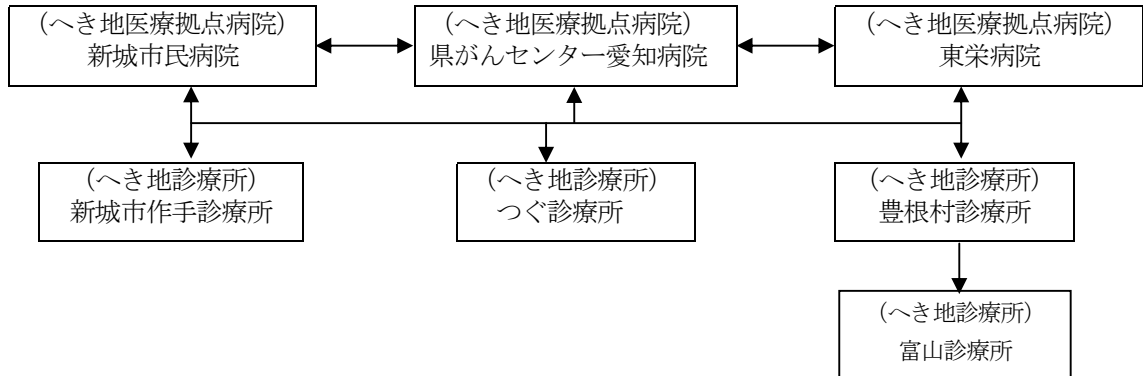 (へき地医療拠点病院)
新城市民病院
(へき地医療拠点病院)
県がんセンター愛知病院
(へき地医療拠点病院)
東栄病院
(へき地診療所)
新城市作手診療所
(へき地診療所)
つぐ診療所
(へき地診療所)
豊根村診療所
(へき地診療所)
富山診療所